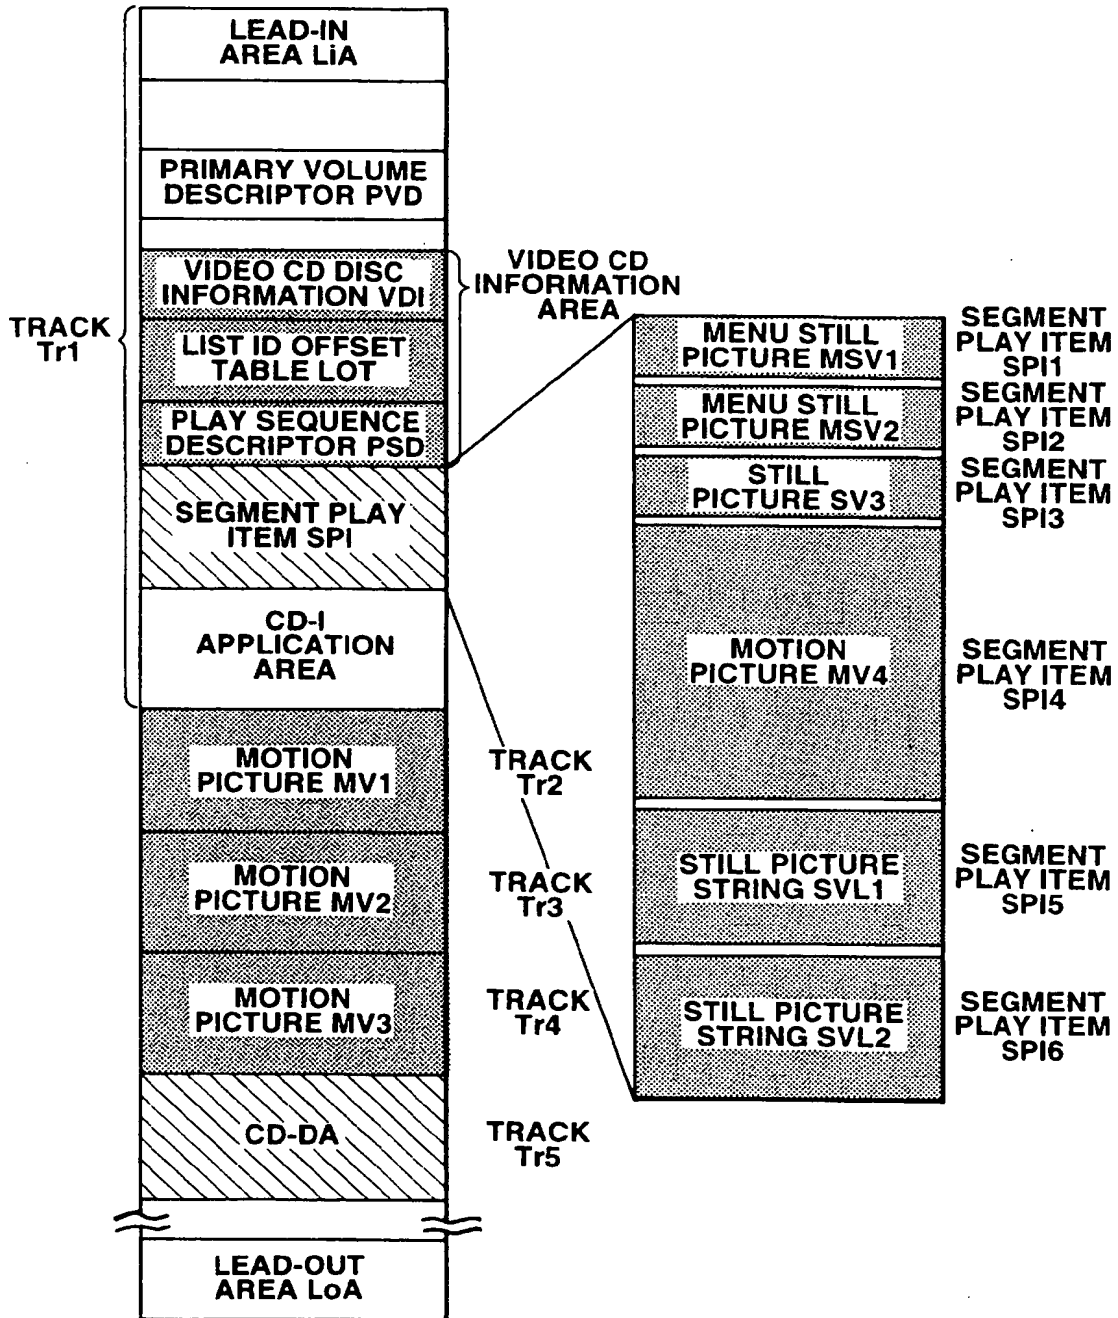 LEAD-IN
AREA LiA
PRIMARY VOLUME
DESCRIPTOR PVD
VIDEO CD DISC
INFORMATION VDI
LIST ID OFFSET
TABLE LOT
PLAY SEQUENCE
DESCRIPTOR PSD
SEGMENT PLAY
ITEM SPI
CD-I
APPLICATION
AREA
MOTION
PICTURE MV1
MOTION
PICTURE MV2
MOTION
PICTURE MV3
CD-DA
LEAD-OUT
AREA LoA
TRACK
Tr1
VIDEO CD
INFORMATION
AREA
TRACK
Tr2
TRACK
Tr3
TRACK
Tr4
TRACK
Tr5
MENU STILL
PICTURE MSV1
MENU STILL
PICTURE MSV2
STILL
PICTURE SV3
MOTION
PICTURE MV4
STILL PICTURE
STRING SVL1
STILL PICTURE
STRING SVL2
SEGMENT
PLAY ITEM
SPI1
SEGMENT
PLAY ITEM
SPI2
SEGMENT
PLAY ITEM
SPI3
SEGMENT
PLAY ITEM
SPI4
SEGMENT
PLAY ITEM
SPI5
SEGMENT
PLAY ITEM
SPI6